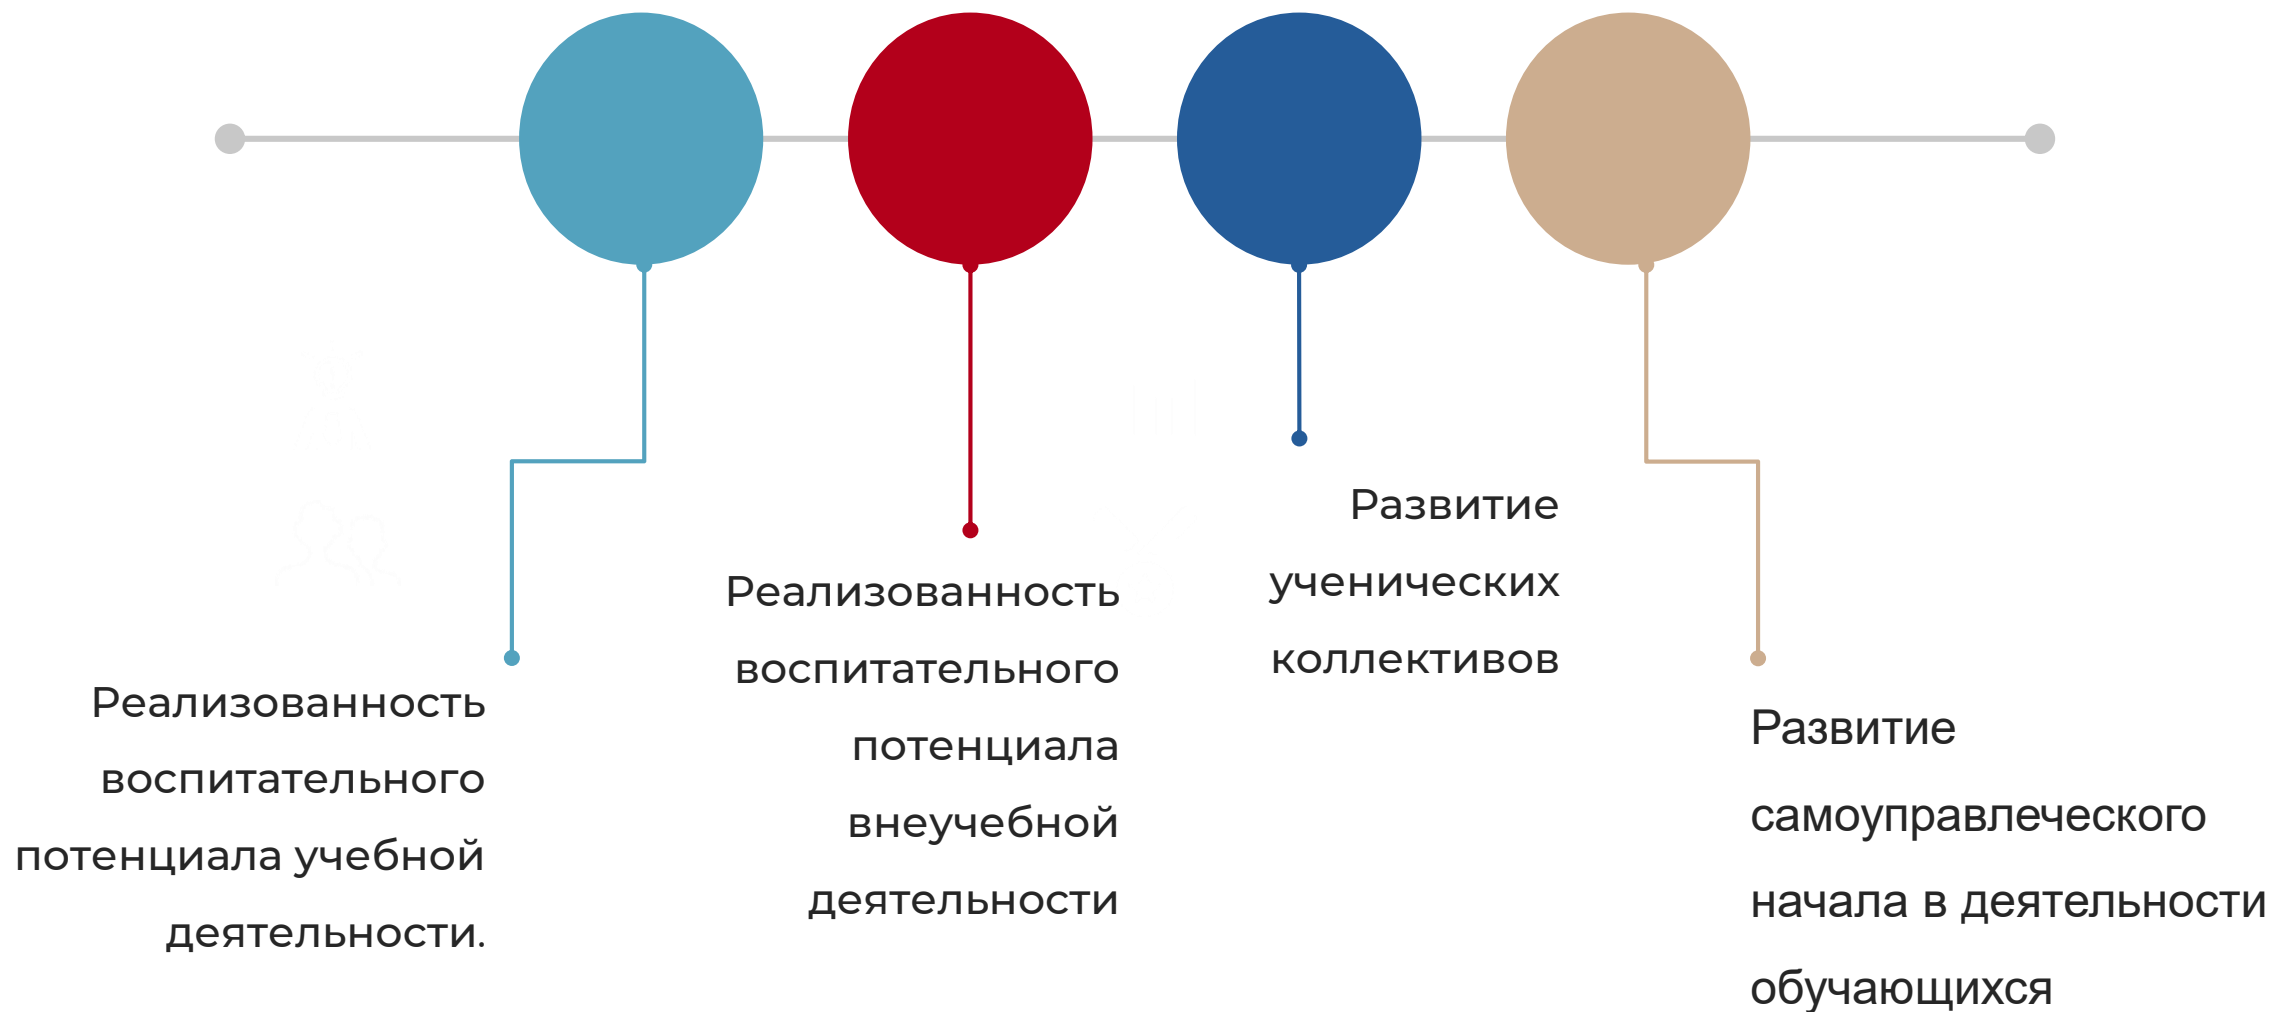 Реализованность
воспитательного
потенциала учебной
деятельности.
Реализованность
воспитательного
потенциала
внеучебной
деятельности
Развитие
ученических
коллективов
Развитие
самоуправлеческого
начала в деятельности
обучающихся